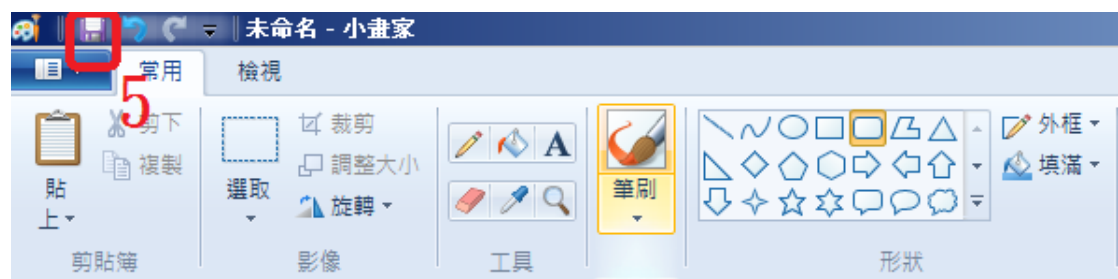 未命名 - 小畫家
常用 檢視
5
貼上
剪下
複製
剪貼簿
選取
裁剪
調整大小
旋轉
影像
A
工具
筆刷
外框
填滿
形狀